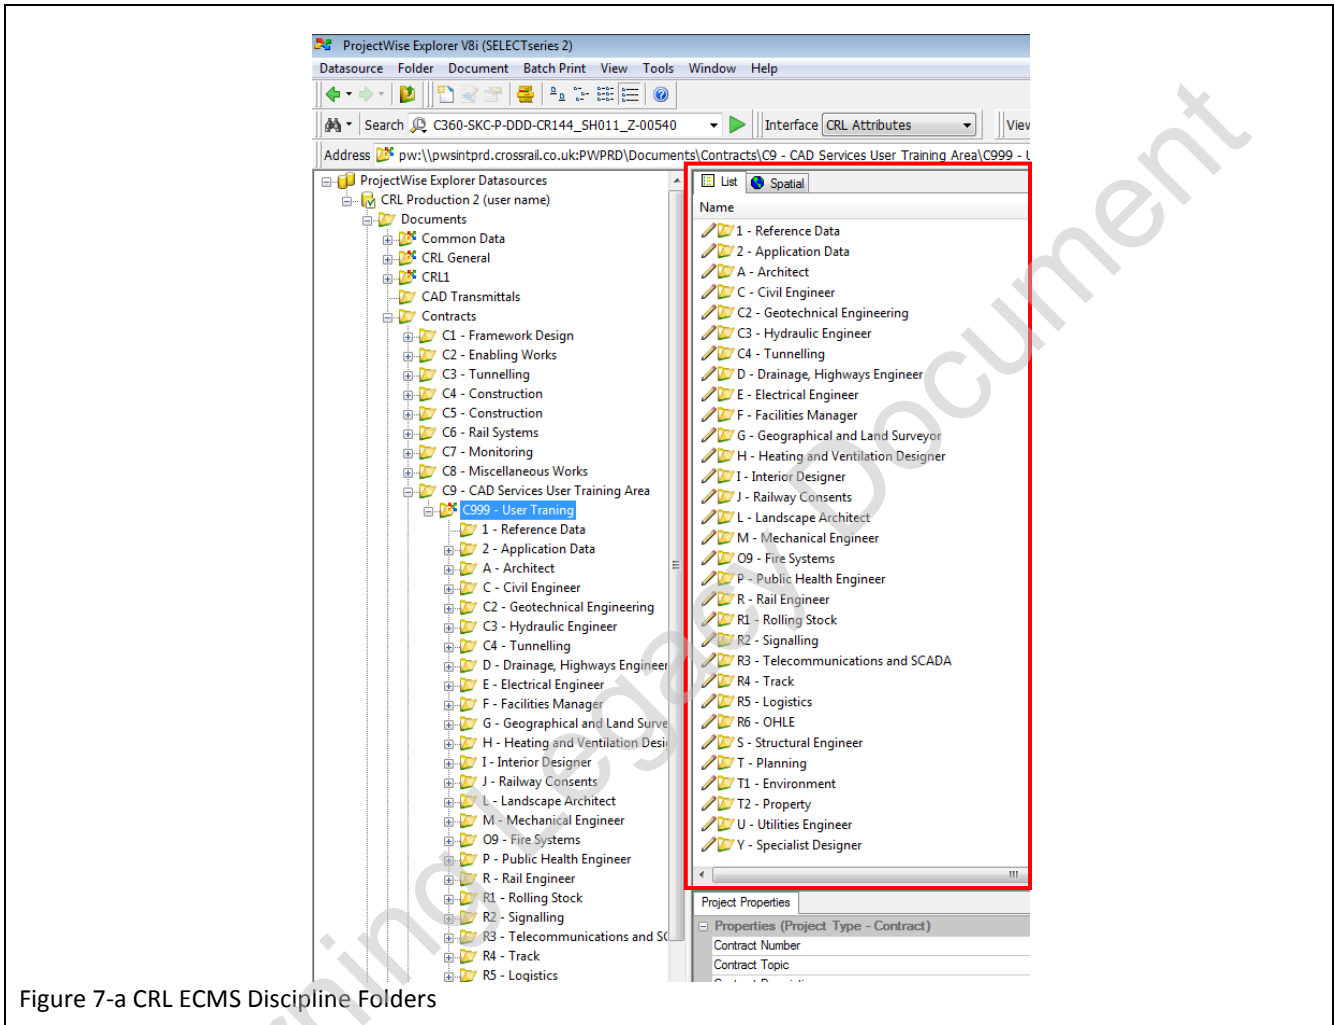 ProjectWise Explorer V8i (SELECTseries 2)
Datasource Folder Document Batch Print View Tools Window Help
Search C360-SKC-P-DDD-CR144_SH011_Z-00540 Interface CRL Attributes View
Address pw:\\pwsintprd.crossrail.co.uk:PWPRD\Documents\Contracts\C9 - CAD Services User Training Area\C999 - U
ProjectWise Explorer Datasources
CRL Production 2 (user name)
Documents
Common Data
CRL General
CRL1
CAD Transmittals
Contracts
C1 - Framework Design
C2 - Enabling Works
C3 - Tunnelling
C4 - Construction
C5 - Construction
C6 - Rail Systems
C7 - Monitoring
C8 - Miscellaneous Works
C9 - CAD Services User Training Area
C999 - User Traning
1 - Reference Data
2 - Application Data
A - Architect
C - Civil Engineer
C2 - Geotechnical Engineering
C3 - Hydraulic Engineer
C4 - Tunnelling
D - Drainage, Highways Engineer
E - Electrical Engineer
F - Facilities Manager
G - Geographical and Land Surve
H - Heating and Ventilation Desi
I - Interior Designer
J - Railway Consents
L - Landscape Architect
M - Mechanical Engineer
O9 - Fire Systems
P - Public Health Engineer
R - Rail Engineer
R1 - Rolling Stock
R2 - Signalling
R3 - Telecommunications and SC
R4 - Track
R5 - Logistics
List Spatial
Name
1 - Reference Data
2 - Application Data
A - Architect
C - Civil Engineer
C2 - Geotechnical Engineering
C3 - Hydraulic Engineer
C4 - Tunnelling
D - Drainage, Highways Engineer
E - Electrical Engineer
F - Facilities Manager
G - Geographical and Land Surveyor
H - Heating and Ventilation Designer
I - Interior Designer
J - Railway Consents
L - Landscape Architect
M - Mechanical Engineer
O9 - Fire Systems
P - Public Health Engineer
R - Rail Engineer
R1 - Rolling Stock
R2 - Signalling
R3 - Telecommunications and SCADA
R4 - Track
R5 - Logistics
R6 - OHLE
S - Structural Engineer
T - Planning
T1 - Environment
T2 - Property
U - Utilities Engineer
Y - Specialist Designer
Project Properties
Properties (Project Type - Contract)
Contract Number
Contract Topic
Figure 7-a CRL ECMS Discipline Folders
ning Legacy Document